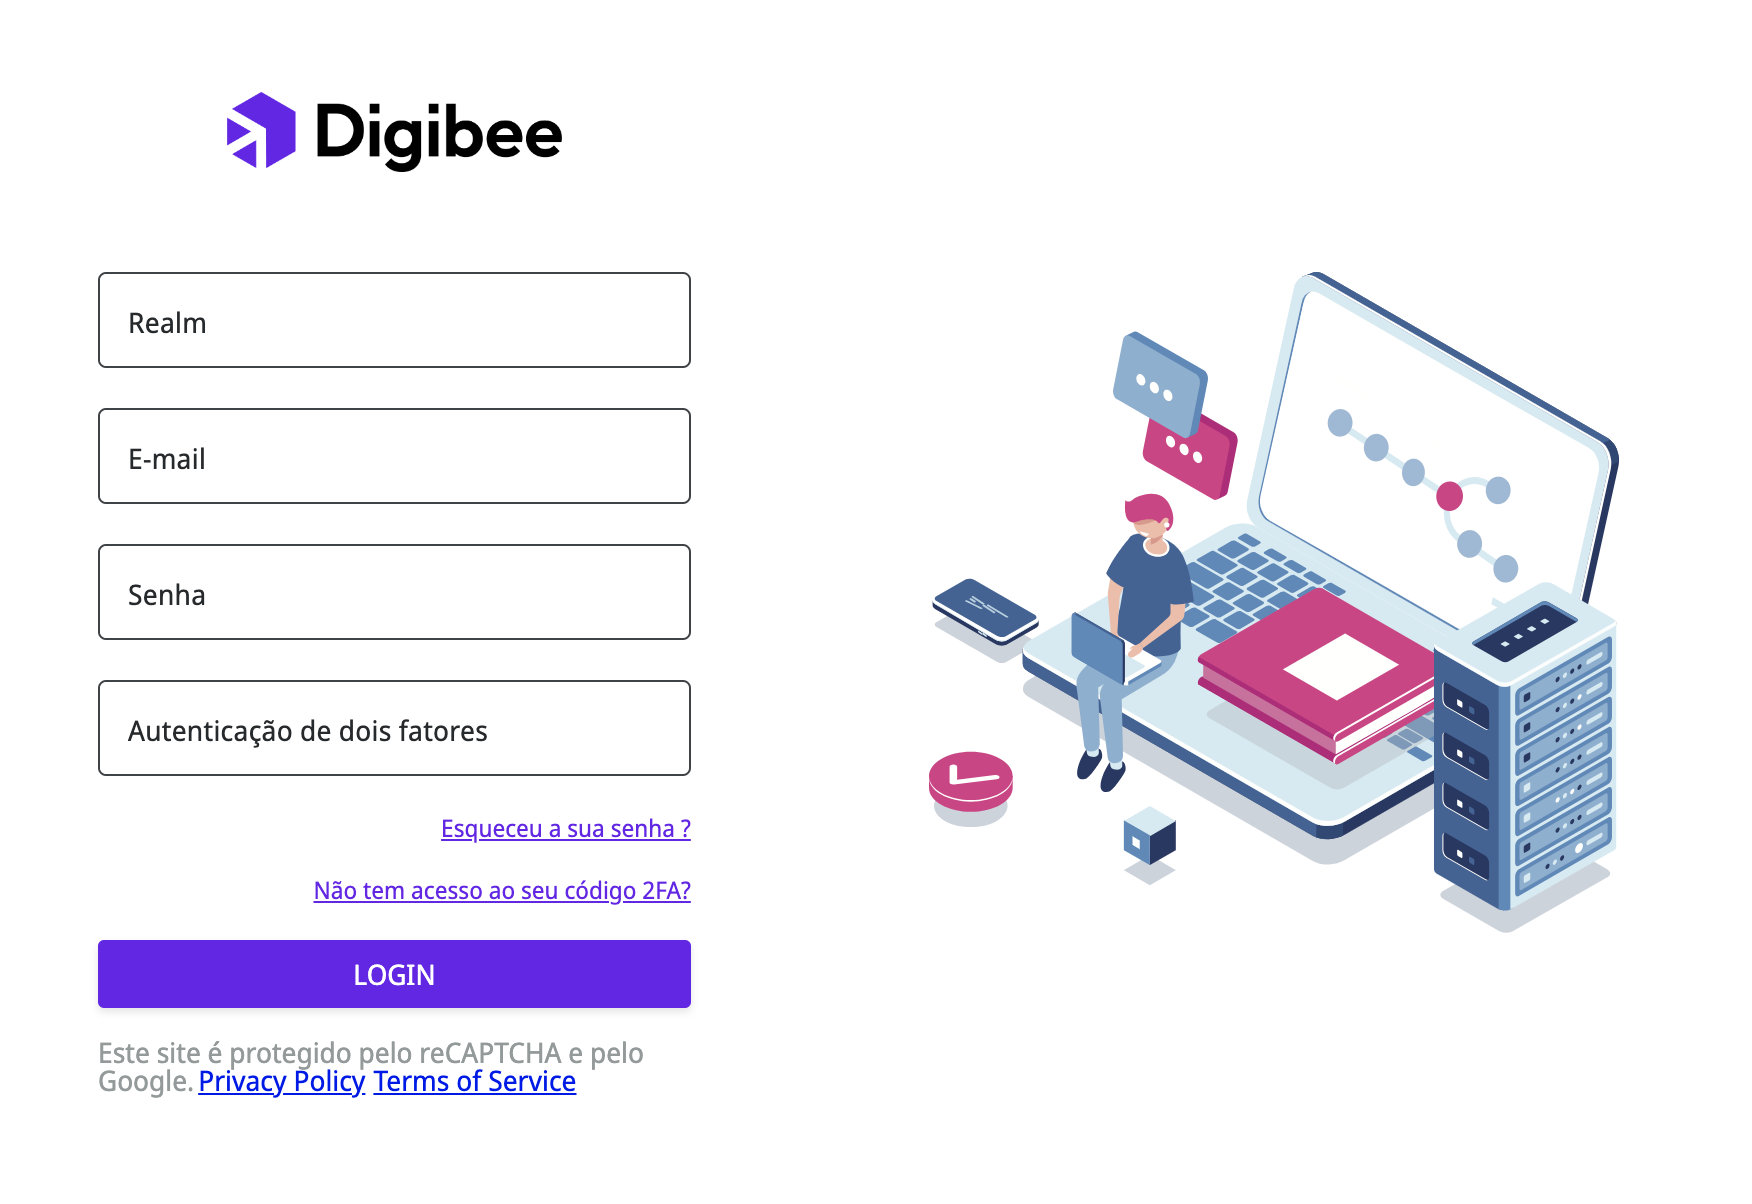 Digibee
Realm
E-mail
Senha
Autenticação de dois fatores
Esqueceu a sua senha ?
Não tem acesso ao seu código 2FA?
LOGIN
Este site é protegido pelo reCAPTCHA e pelo
Google. Privacy Policy Terms of Service